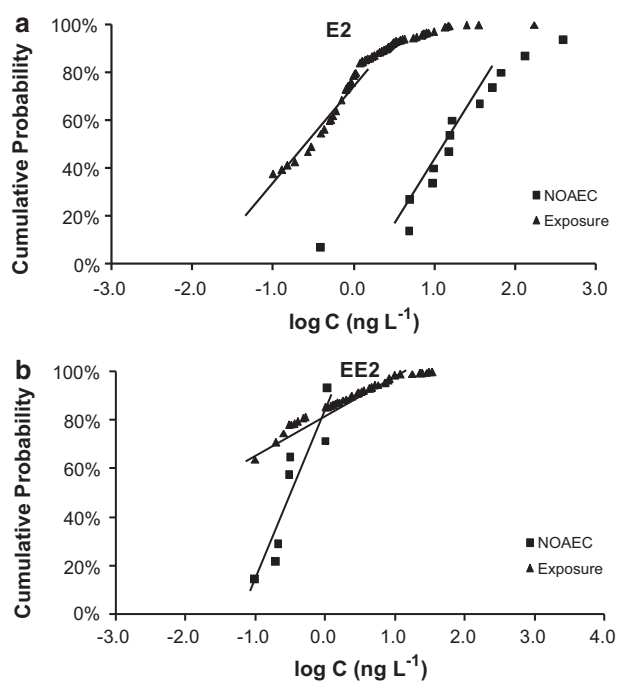 a
E2
100%
80%
60%
40%
20%
0%
Cumulative Probability
NOAEC
Exposure
-3.0 -2.0 -1.0 0.0 1.0 2.0 3.0
log C (ng L-1)
b
EE2
100%
80%
60%
40%
20%
0%
Cumulative Probability
NOAEC
Exposure
-3.0 -2.0 -1.0 0.0 1.0 2.0 3.0 4.0
log C (ng L-1)